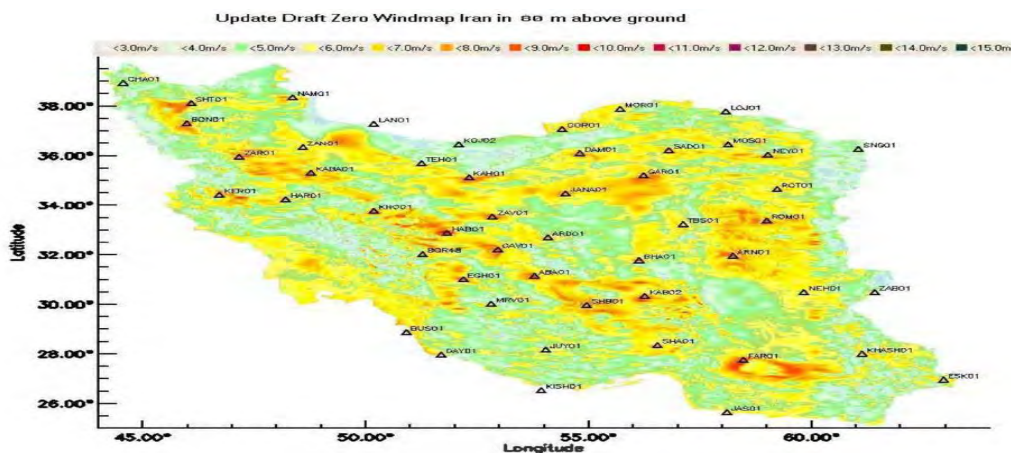 Update Draft Zero Windmap Iran in 80 m above ground
<3.0m/s <4.0m/s <5.0m/s <6.0m/s <7.0m/s <8.0m/s <9.0m/s <10.0m/s <11.0m/s <12.0m/s <13.0m/s <14.0m/s <15.0m
CHA01
38.00°
SHT01
NAM01
MOR01
LOJ01
BON01
LAN01
GOR01
36.00°
ZAR01
ZAN01
TEH01
KOJ02
DAM01
SAD01
MOS01
NEY01
SNG01
KABA01
KAH01
GAR01
34.00°
KER01
HAR01
JANA01
ROT01
KHO01
ZAV01
TBS01
ROM01
HAB01
ARD01
32.00°
BOR
GAV01
BHA01
AFN01
Latitude
EGH01
ABA01
30.00°
MRV01
SHB01
KAB02
NEH01
ZAB01
BUS01
28.00°
DAY01
JUY01
SHA01
FAR01
KHASH01
KISH01
ESK01
26.00°
JAS01
45.00° 50.00° 55.00° 60.00°
Longitude